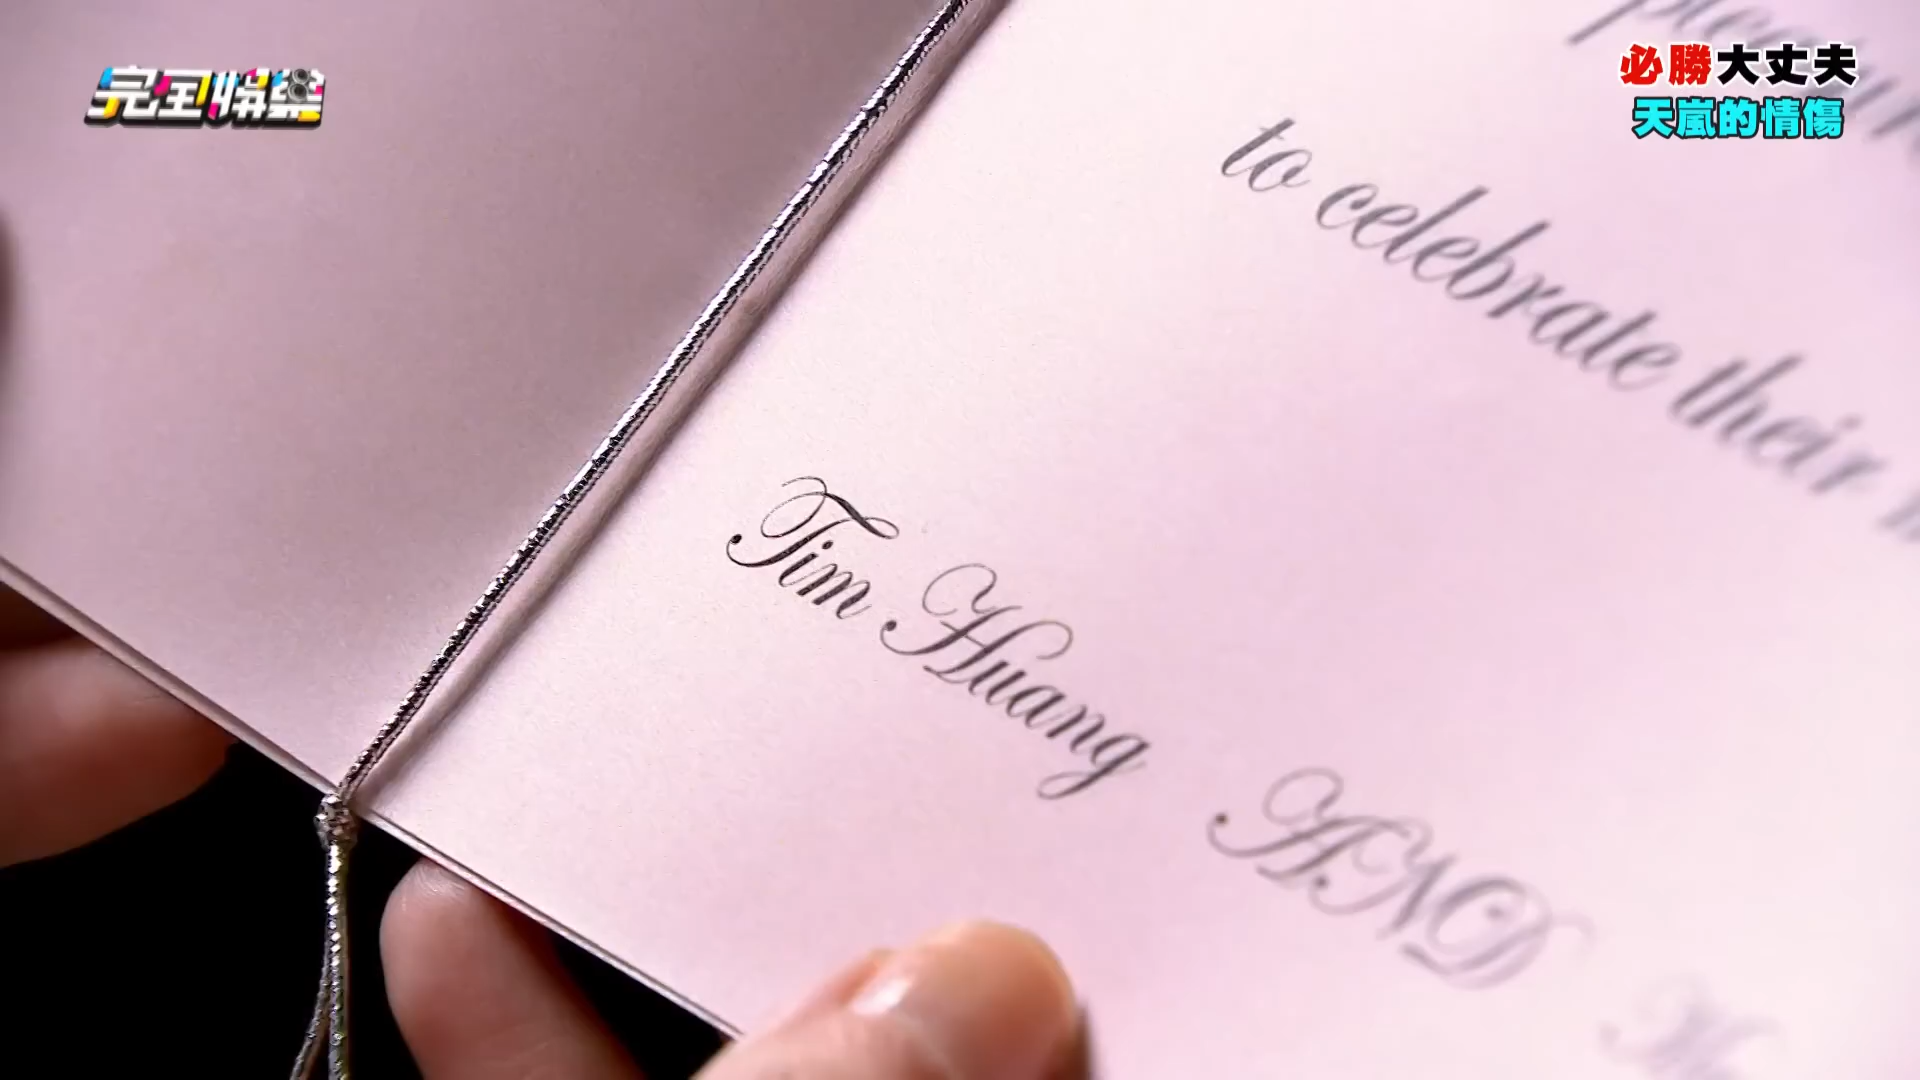 完全娛樂
必勝大丈夫
天嵐的情傷
to celebrate their
Tim Huang AND